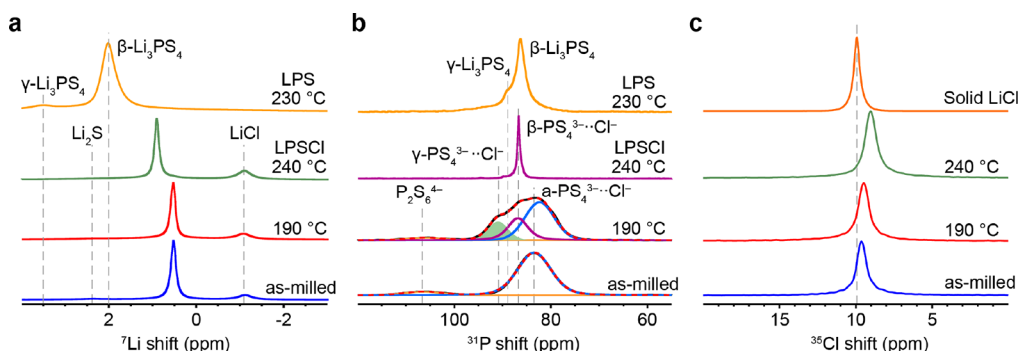 a
β-Li₃PS₄
γ-Li₃PS₄
LPS
230 °C
Li₂S
LiCl
LPSCl
240 °C
190 °C
as-milled
2
0
-2
⁷Li shift (ppm)
b
β-Li₃PS₄
γ-Li₃PS₄
LPS
230 °C
β-PS₄³⁻··Cl⁻
γ-PS₄³⁻··Cl⁻
LPSCl
240 °C
P₂S₆⁴⁻
a-PS₄³⁻··Cl⁻
190 °C
as-milled
100
80
60
³¹P shift (ppm)
c
Solid LiCl
240 °C
190 °C
as-milled
20
10
0
³⁵Cl shift (ppm)